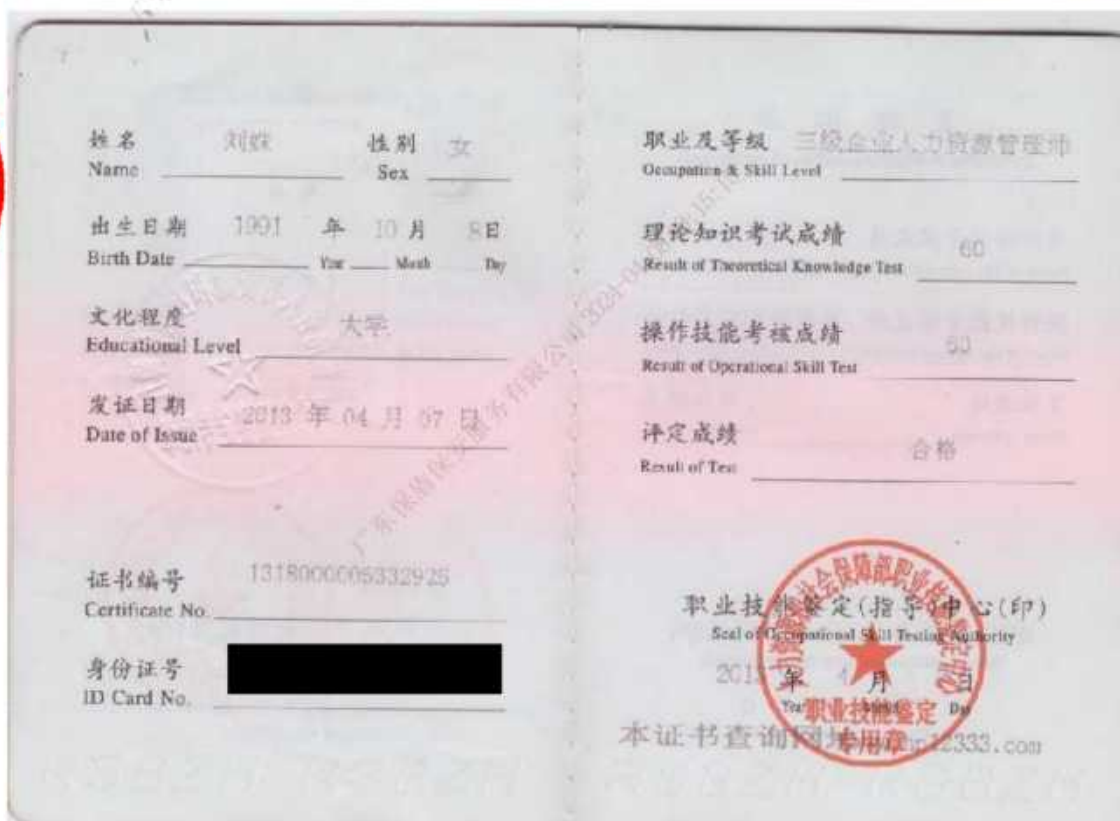 姓名 刘姝 性别 女
Name Sex
出生日期 1991 年 10 月 8 日
Birth Date Year Month Day
文化程度 大学
Educational Level
发证日期 2013 年 04 月 07 日
Date of Issue
证书编号 1318000005332925
Certificate No.
身份证号
ID Card No.
职业及等级 三级企业人力资源管理师
Occupation & Skill Level
理论知识考试成绩 60
Result of Theoretical Knowledge Test
操作技能考核成绩 60
Result of Operational Skill Test
评定成绩 合格
Result of Test
职业技能鉴定(指导)中心(印)
Seal of Occupational Skill Testing Authority
年 4 月 日
Year Day
本证书查询网址
12333.com
职业技能鉴定
专用章